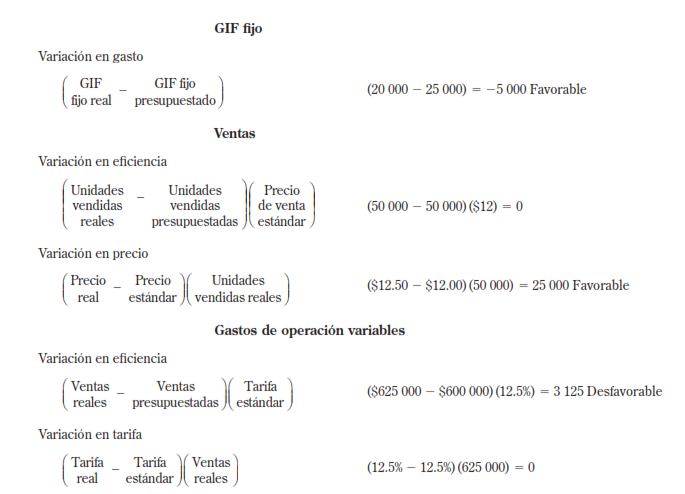 GIF fijo
Variación en gasto
( GIF fijo real − GIF fijo presupuestado ) (20 000 − 25 000) = −5 000 Favorable
Ventas
Variación en eficiencia
( Unidades vendidas reales − Unidades vendidas presupuestadas ) ( Precio de venta estándar ) (50 000 − 50 000) ($12) = 0
Variación en precio
( Precio real − Precio estándar ) ( Unidades vendidas reales ) ($12.50 − $12.00) (50 000) = 25 000 Favorable
Gastos de operación variables
Variación en eficiencia
( Ventas reales − Ventas presupuestadas ) ( Tarifa estándar ) ($625 000 − $600 000) (12.5%) = 3 125 Desfavorable
Variación en tarifa
( Tarifa real − Tarifa estándar ) ( Ventas reales ) (12.5% − 12.5%) (625 000) = 0